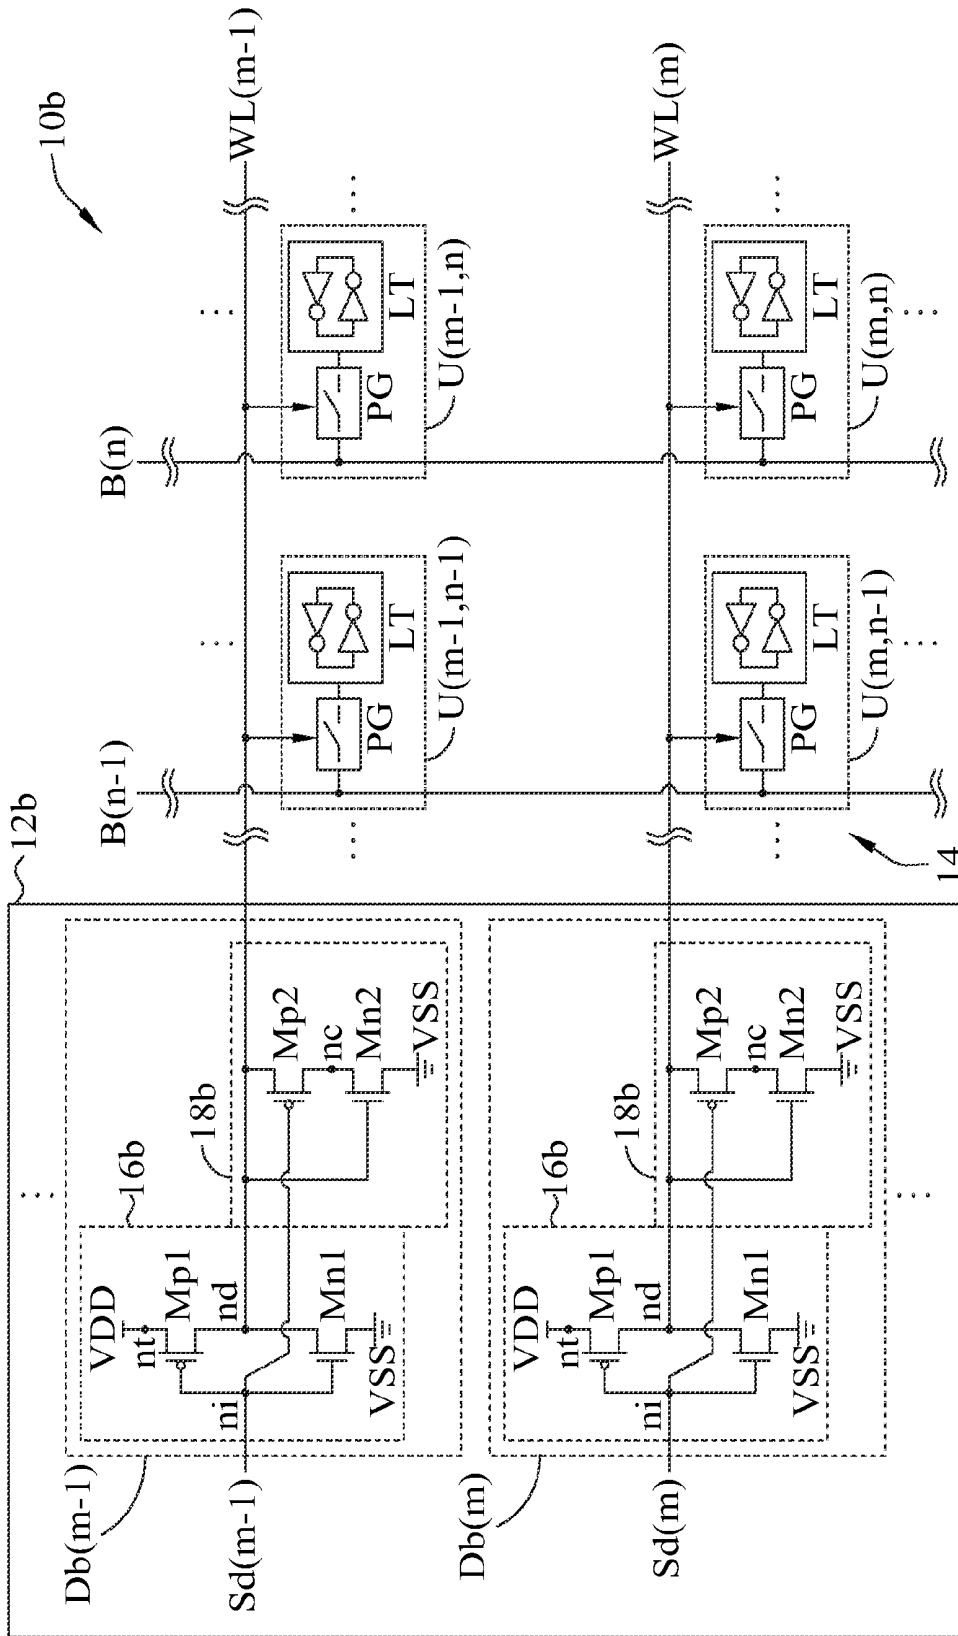 10b
12b
B(n-1)
B(n)
Db(m-1)
16b
18b
VDD
nt
Mp1
nd
ni
Mn1
VSS
Mp2
nc
Mn2
VSS
Sd(m-1)
WL(m-1)
PG
LT
U(m-1,n-1)
PG
LT
U(m-1,n)
Db(m)
16b
18b
VDD
nt
Mp1
nd
ni
Mn1
VSS
Mp2
nc
Mn2
VSS
Sd(m)
WL(m)
PG
LT
U(m,n-1)
PG
LT
U(m,n)
14